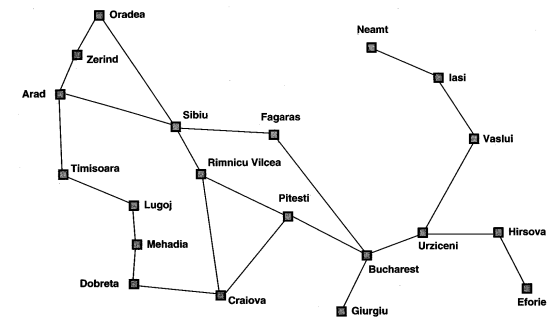 Oradea
Neamt
Zerind
Iasi
Arad
Sibiu
Fagaras
Vaslui
Rimnicu Vilcea
Timisoara
Pitesti
Lugoj
Hirsova
Urziceni
Mehadia
Bucharest
Dobreta
Craiova
Eforie
Giurgiu